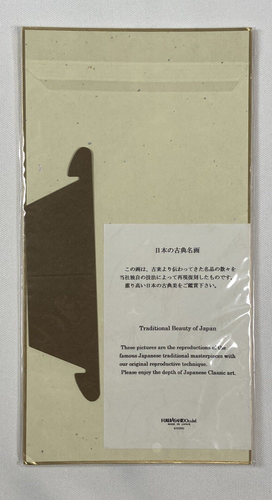 日本の古典名画
この画は、古来より伝わってきた名品の数々を
当社独自の技法によって再現復刻したものです。
薫り高い日本の古典美をご鑑賞下さい。
Traditional Beauty of Japan
These pictures are the reproductions of the
famous Japanese traditional masterpieces with
our original reproductive technique.
Please enjoy the depth of Japanese Classic art.
MADE IN JAPAN